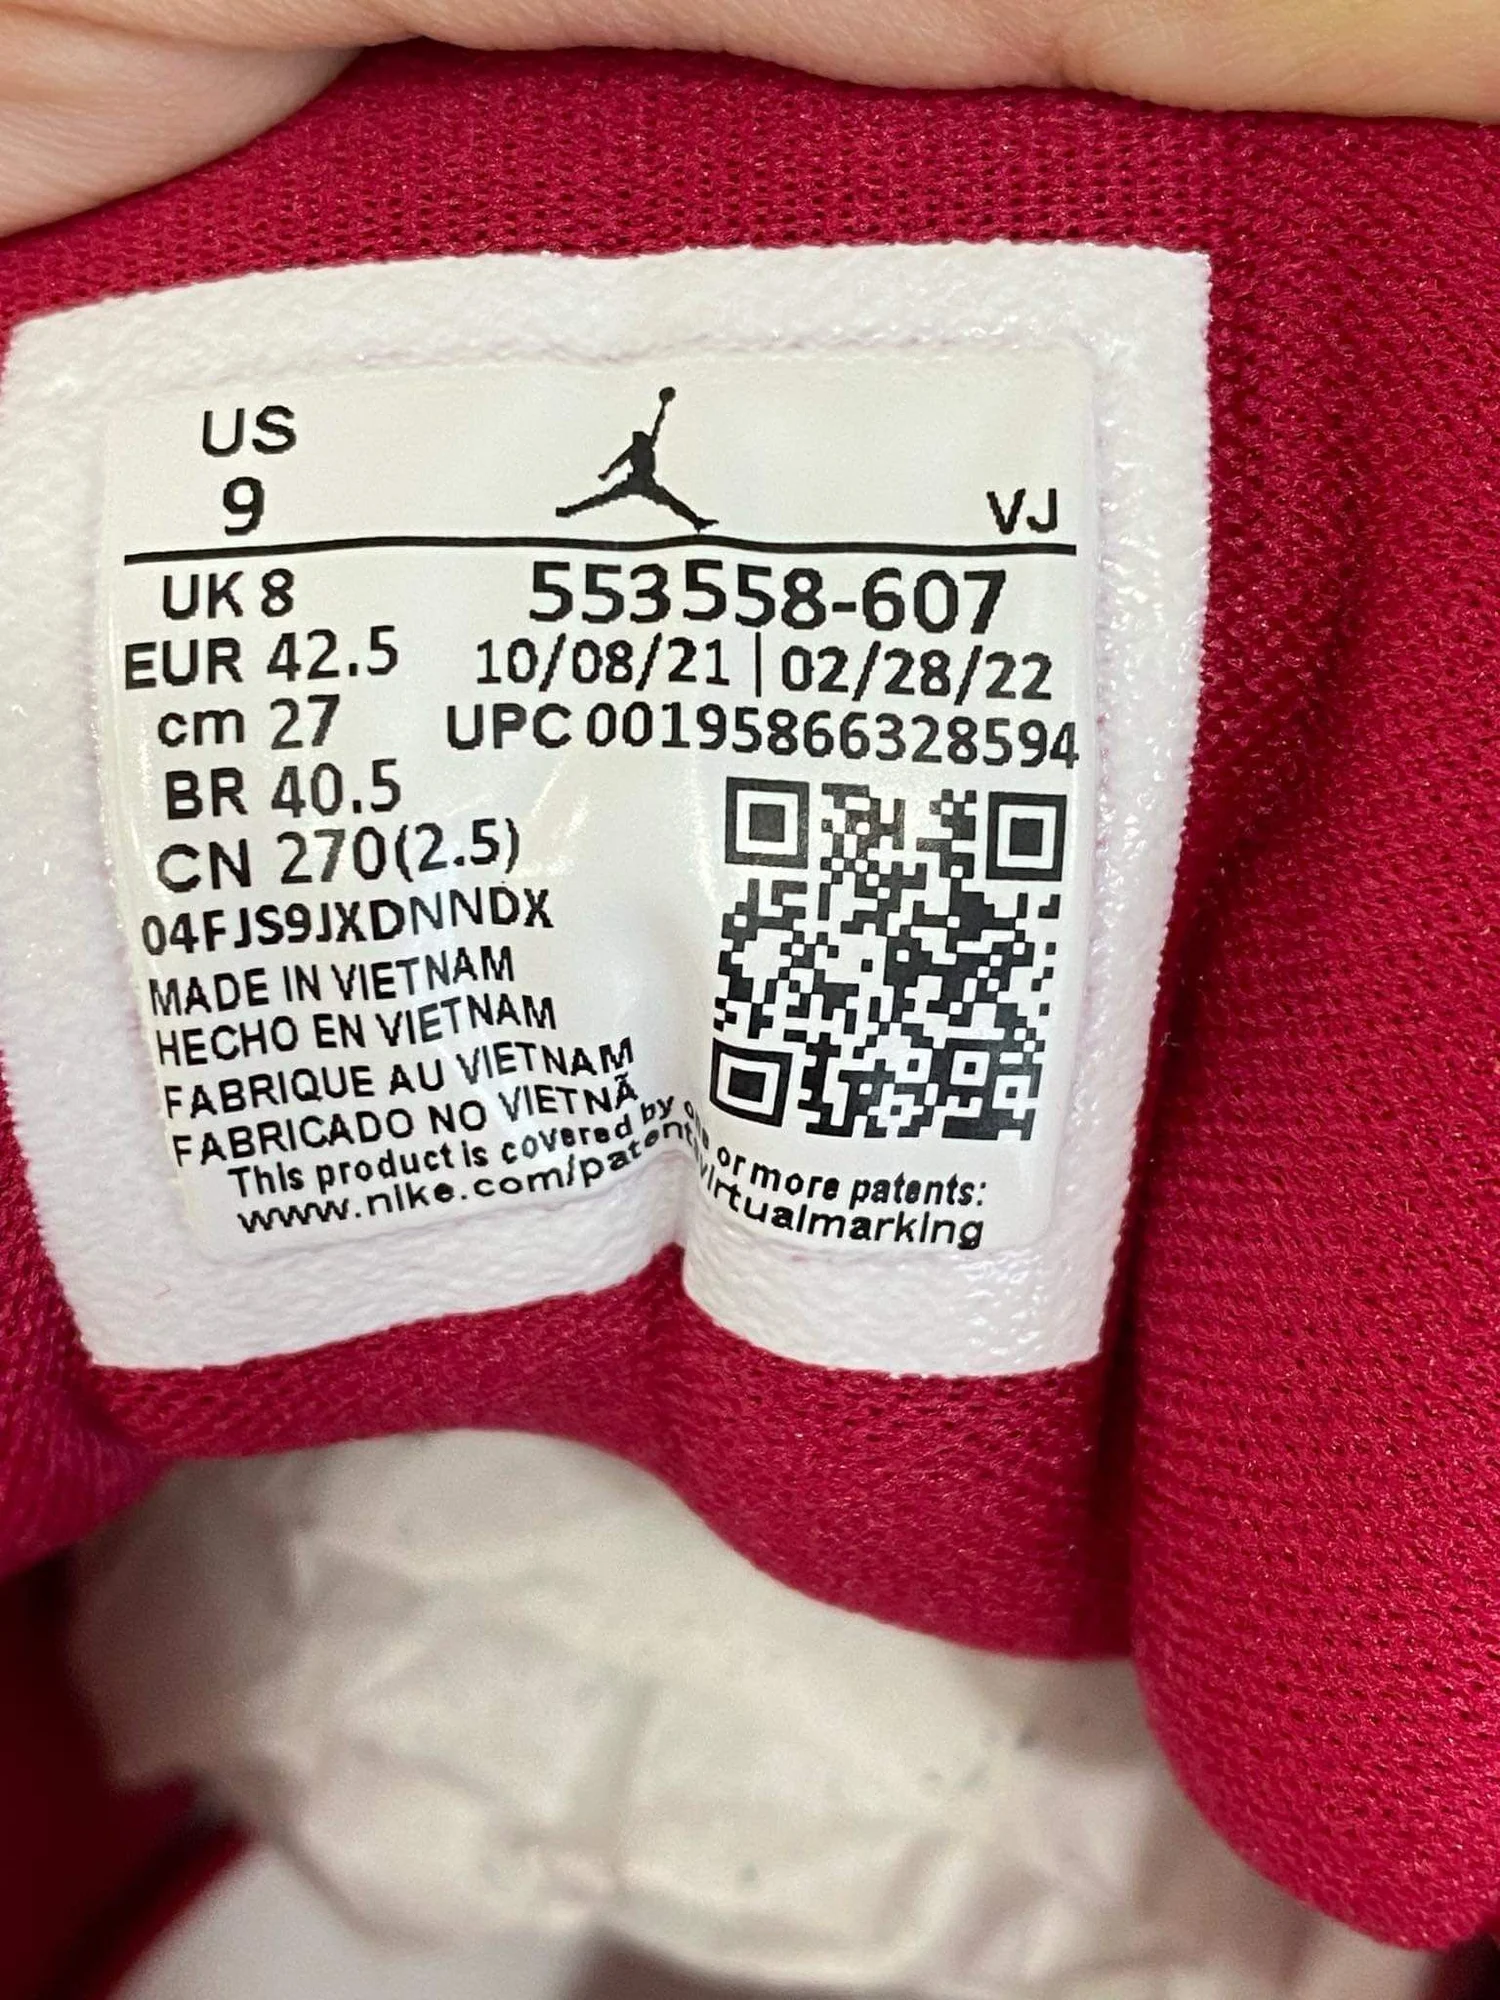 US
9
VJ
UK 8
553558-607
EUR 42.5
10/08/21 | 02/28/22
cm 27
UPC 00195866328594
BR 40.5
CN 270(2.5)
04FJS9JXDNNDX
MADE IN VIETNAM
HECHO EN VIETNAM
FABRIQUE AU VIETNAM
FABRICADO NO VIETNÃ
This product is covered by one or more patents:
www.nike.com/patents/virtualmarking